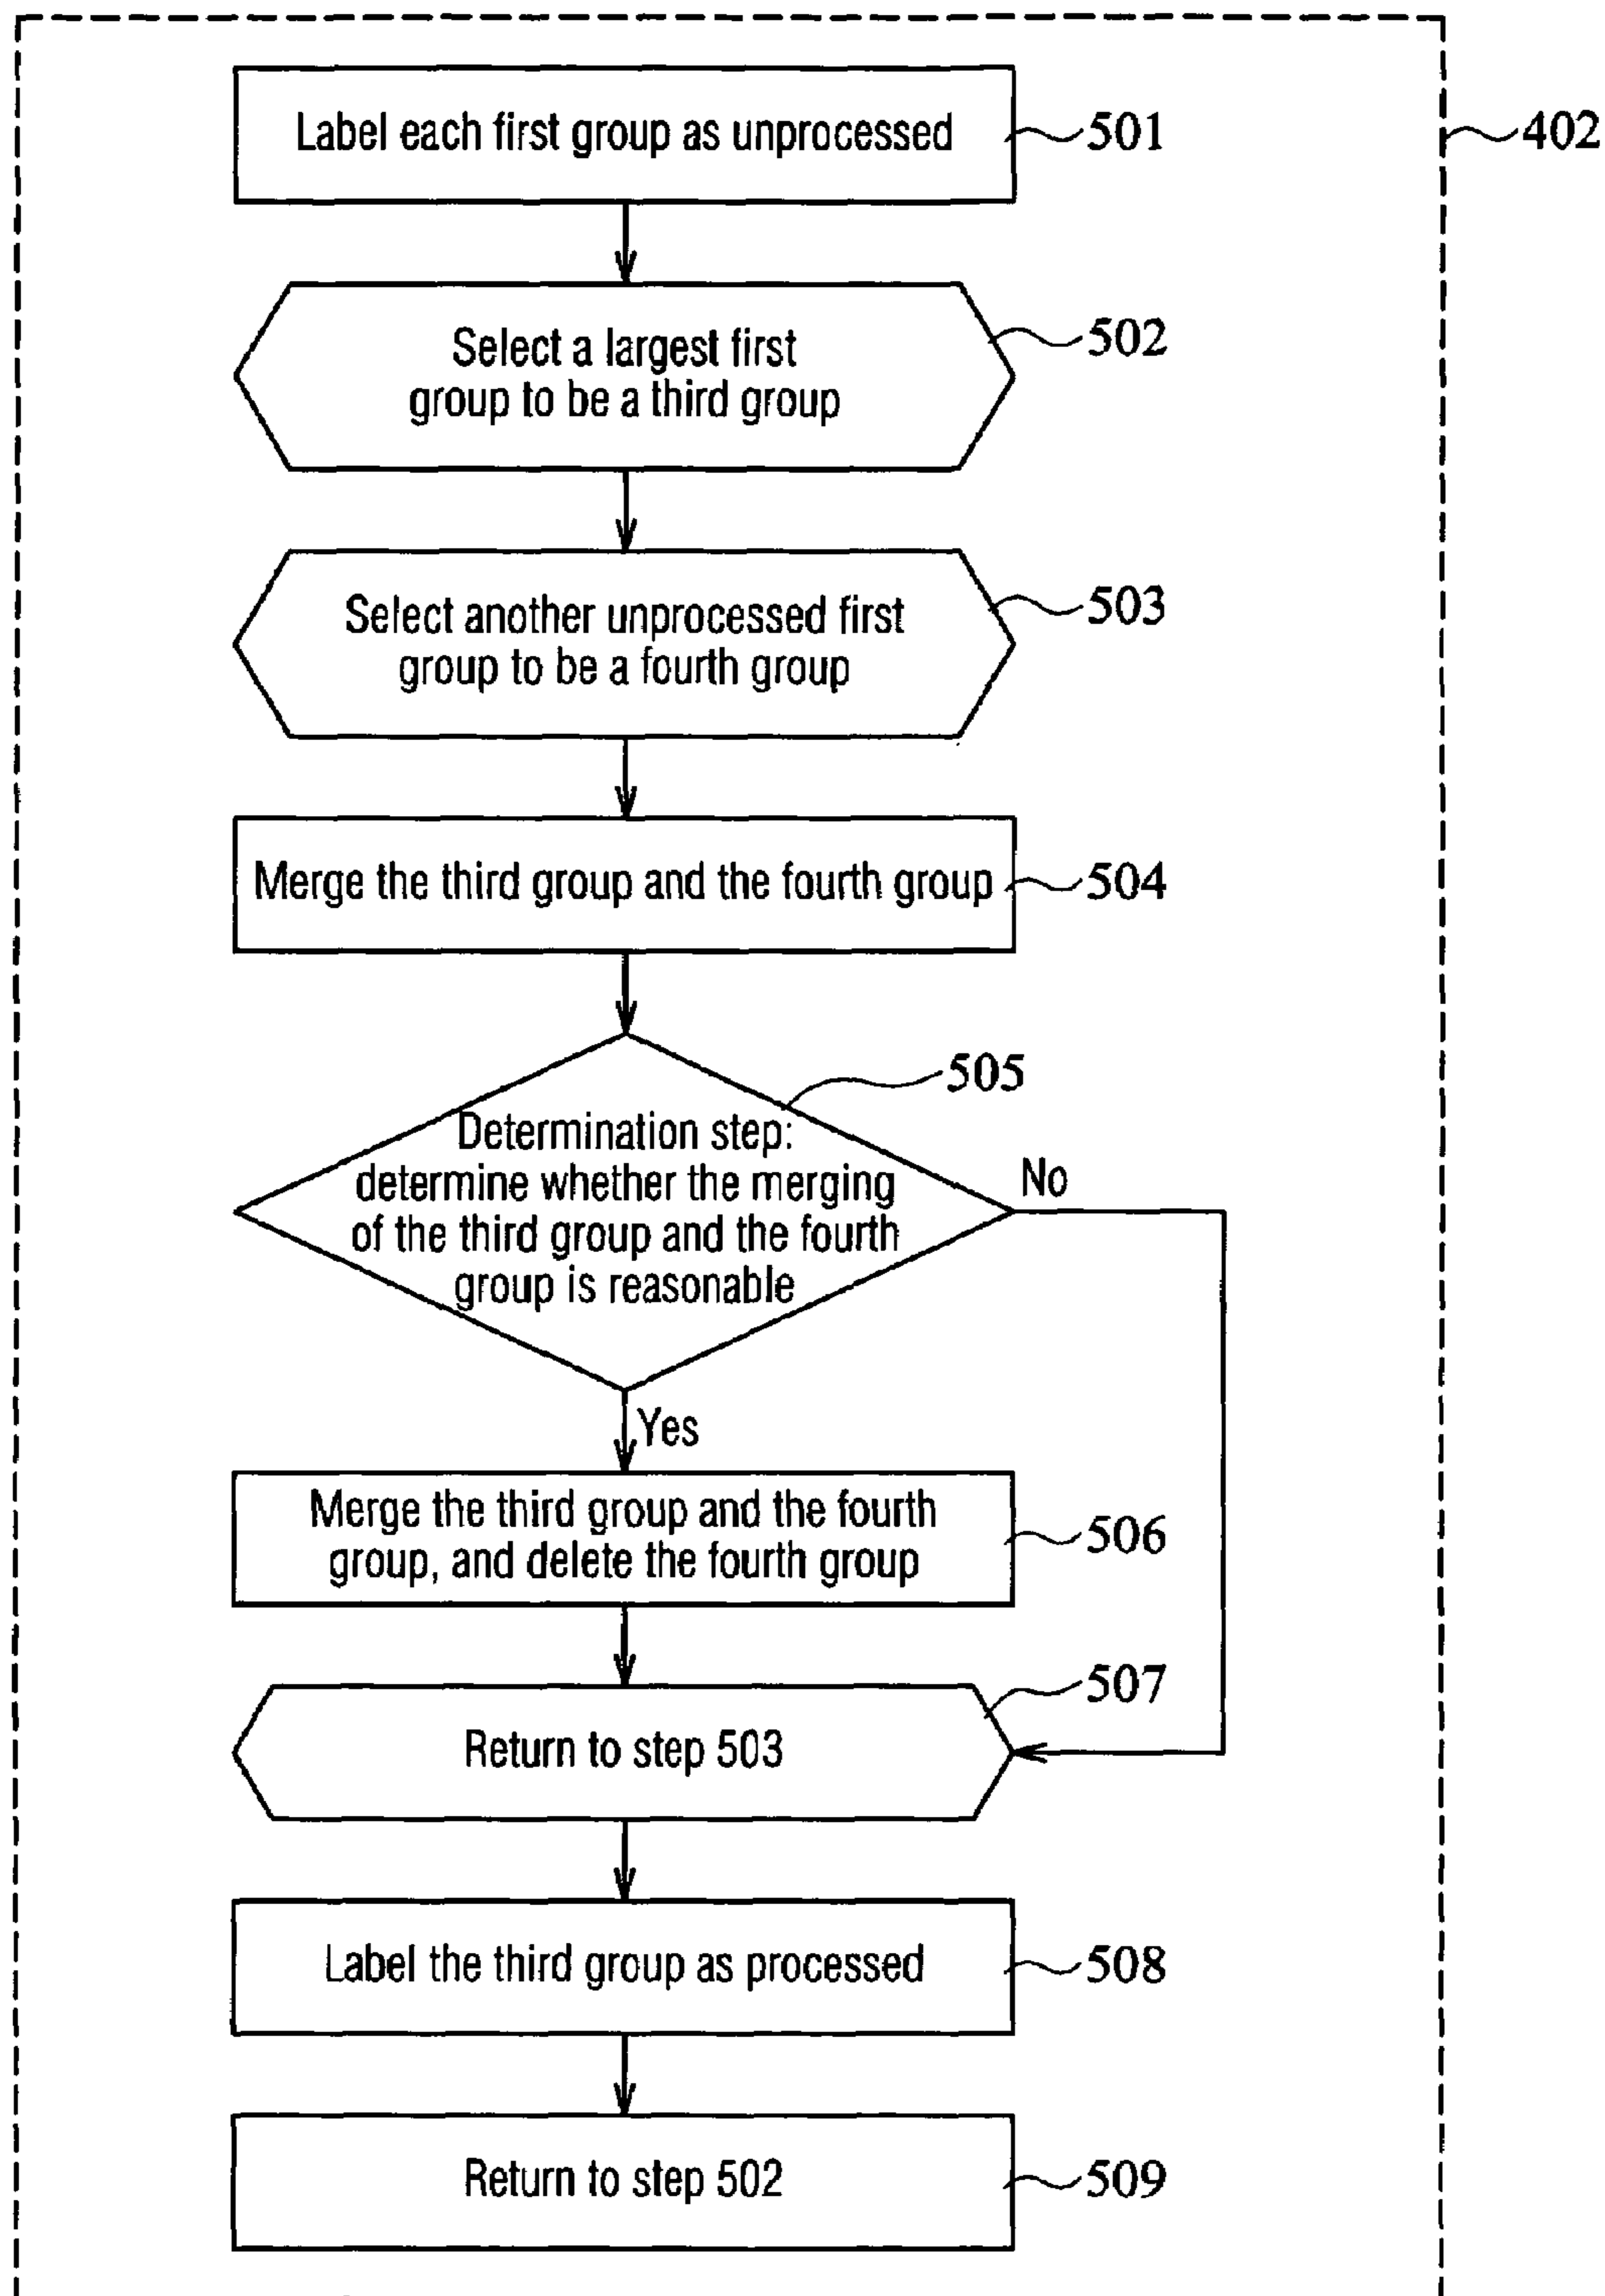 Label each first group as unprocessed
501
402
Select a largest first
group to be a third group
502
Select another unprocessed first
group to be a fourth group
503
Merge the third group and the fourth group
504
505
Determination step:
determine whether the merging
of the third group and the fourth
group is reasonable
No
Yes
Merge the third group and the fourth
group, and delete the fourth group
506
507
Return to step 503
Label the third group as processed
508
Return to step 502
509